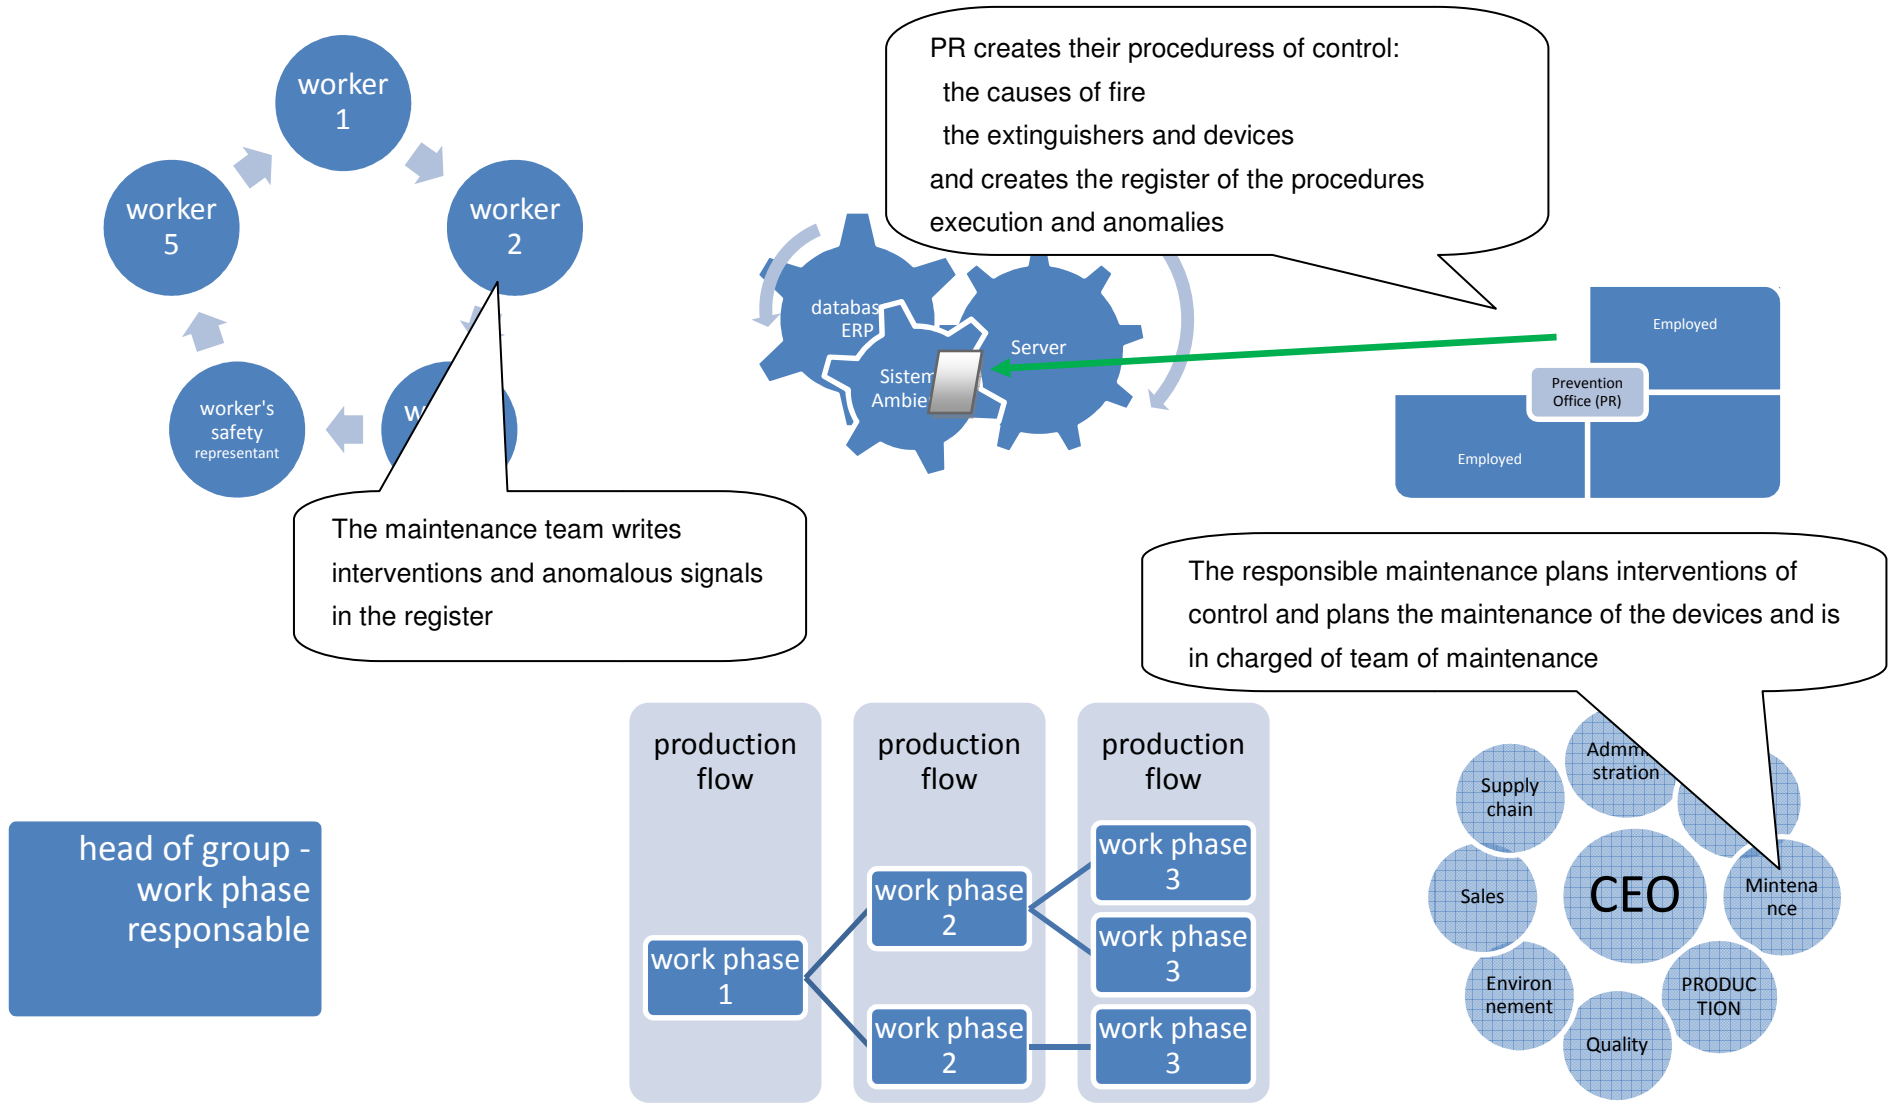 worker
1
worker
5
worker
2
worker's
safety
representant
The maintenance team writes
interventions and anomalous signals
in the register
PR creates their proceduress of control:
the causes of fire
the extinguishers and devices
and creates the register of the procedures
execution and anomalies
ERP
Server
Employed
Prevention
Office (PR)
Employed
The responsible maintenance plans interventions of
control and plans the maintenance of the devices and is
in charged of team of maintenance
head of group -
work phase
responsable
production
flow
production
flow
production
flow
work phase
1
work phase
2
work phase
2
work phase
3
work phase
3
work phase
3
stration
Supply
chain
Sales
CEO
Mintena
nce
Environ
nement
PRODUC
TION
Quality